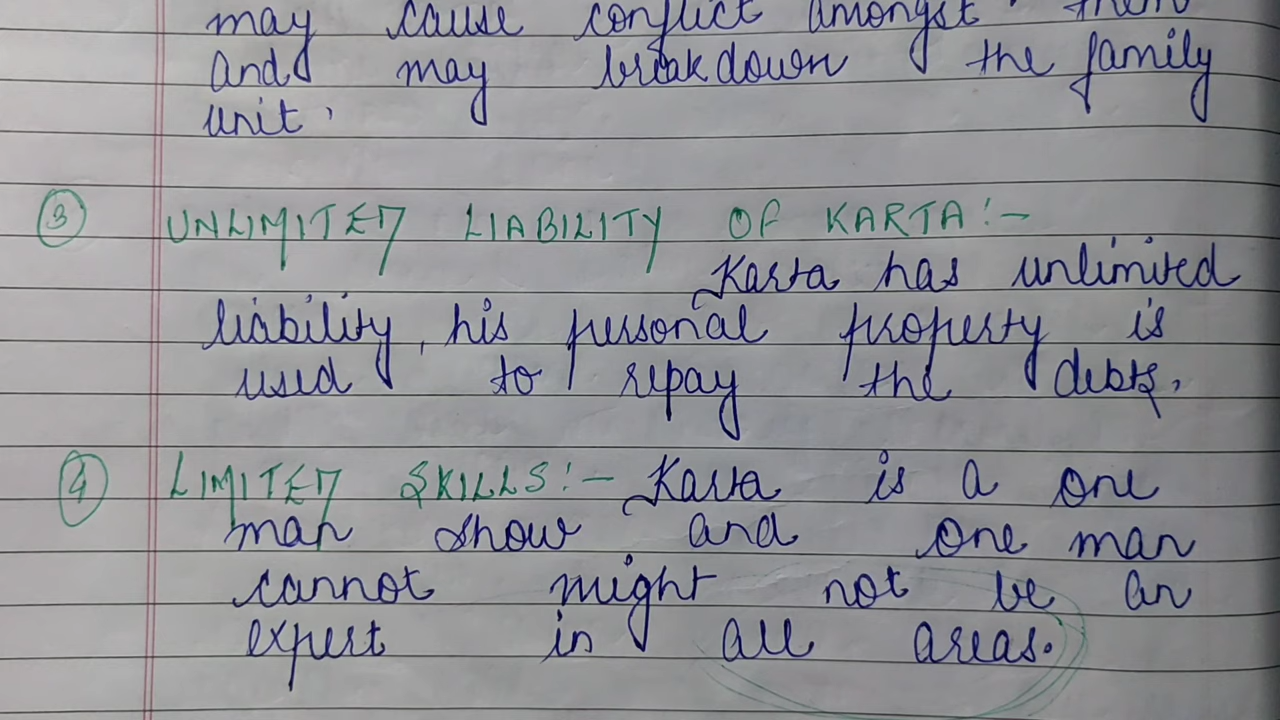 may cause conflict amongst them
and may breakdown the family
unit.
③ UNLIMITED LIABILITY OF KARTA:-
Karta has unlimited
liability, his personal property is
used to repay the debts.
④ LIMITED SKILLS:- Karta is a one
man show and one man
cannot might not be an
expert in all areas.